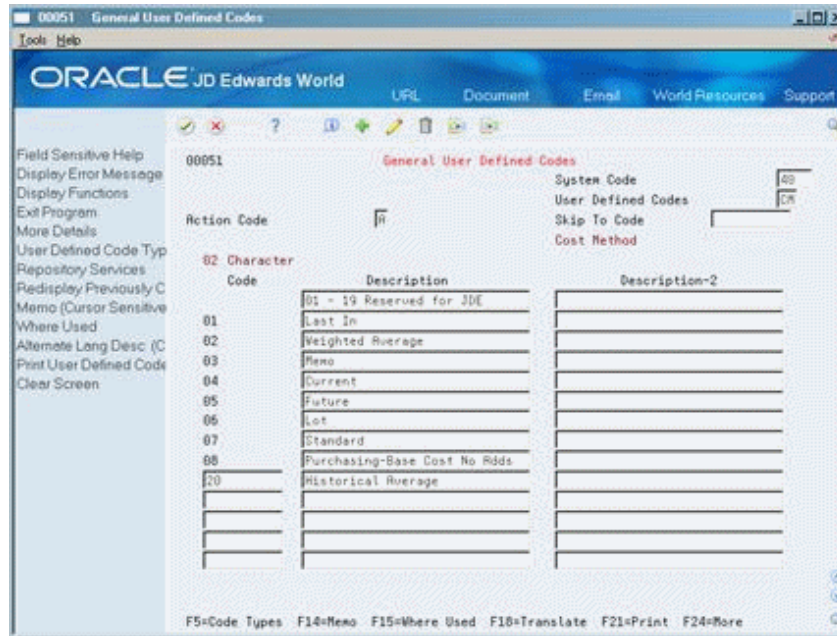 00051 General User Defined Codes
Tools Help
ORACLE JD Edwards World
URL Document Email World Resources Support
Field Sensitive Help
Display Error Message
Display Functions
Exit Program
More Details
User Defined Code Typ
Repository Services
Redisplay Previously C
Memo (Cursor Sensitive
Where Used
Alternate Lang Desc (C
Print User Defined Code
Clear Screen
00051 General User Defined Codes
System Code 40
User Defined Codes CM
Action Code A Skip To Code
Cost Method
02 Character
Code Description Description-2
01 - 19 Reserved for JDE
01 Last In
02 Weighted Average
03 Memo
04 Current
05 Future
06 Lot
07 Standard
08 Purchasing-Base Cost No Adds
20 Historical Average
F5=Code Types F14=Memo F15=Where Used F18=Translate F21=Print F24=More